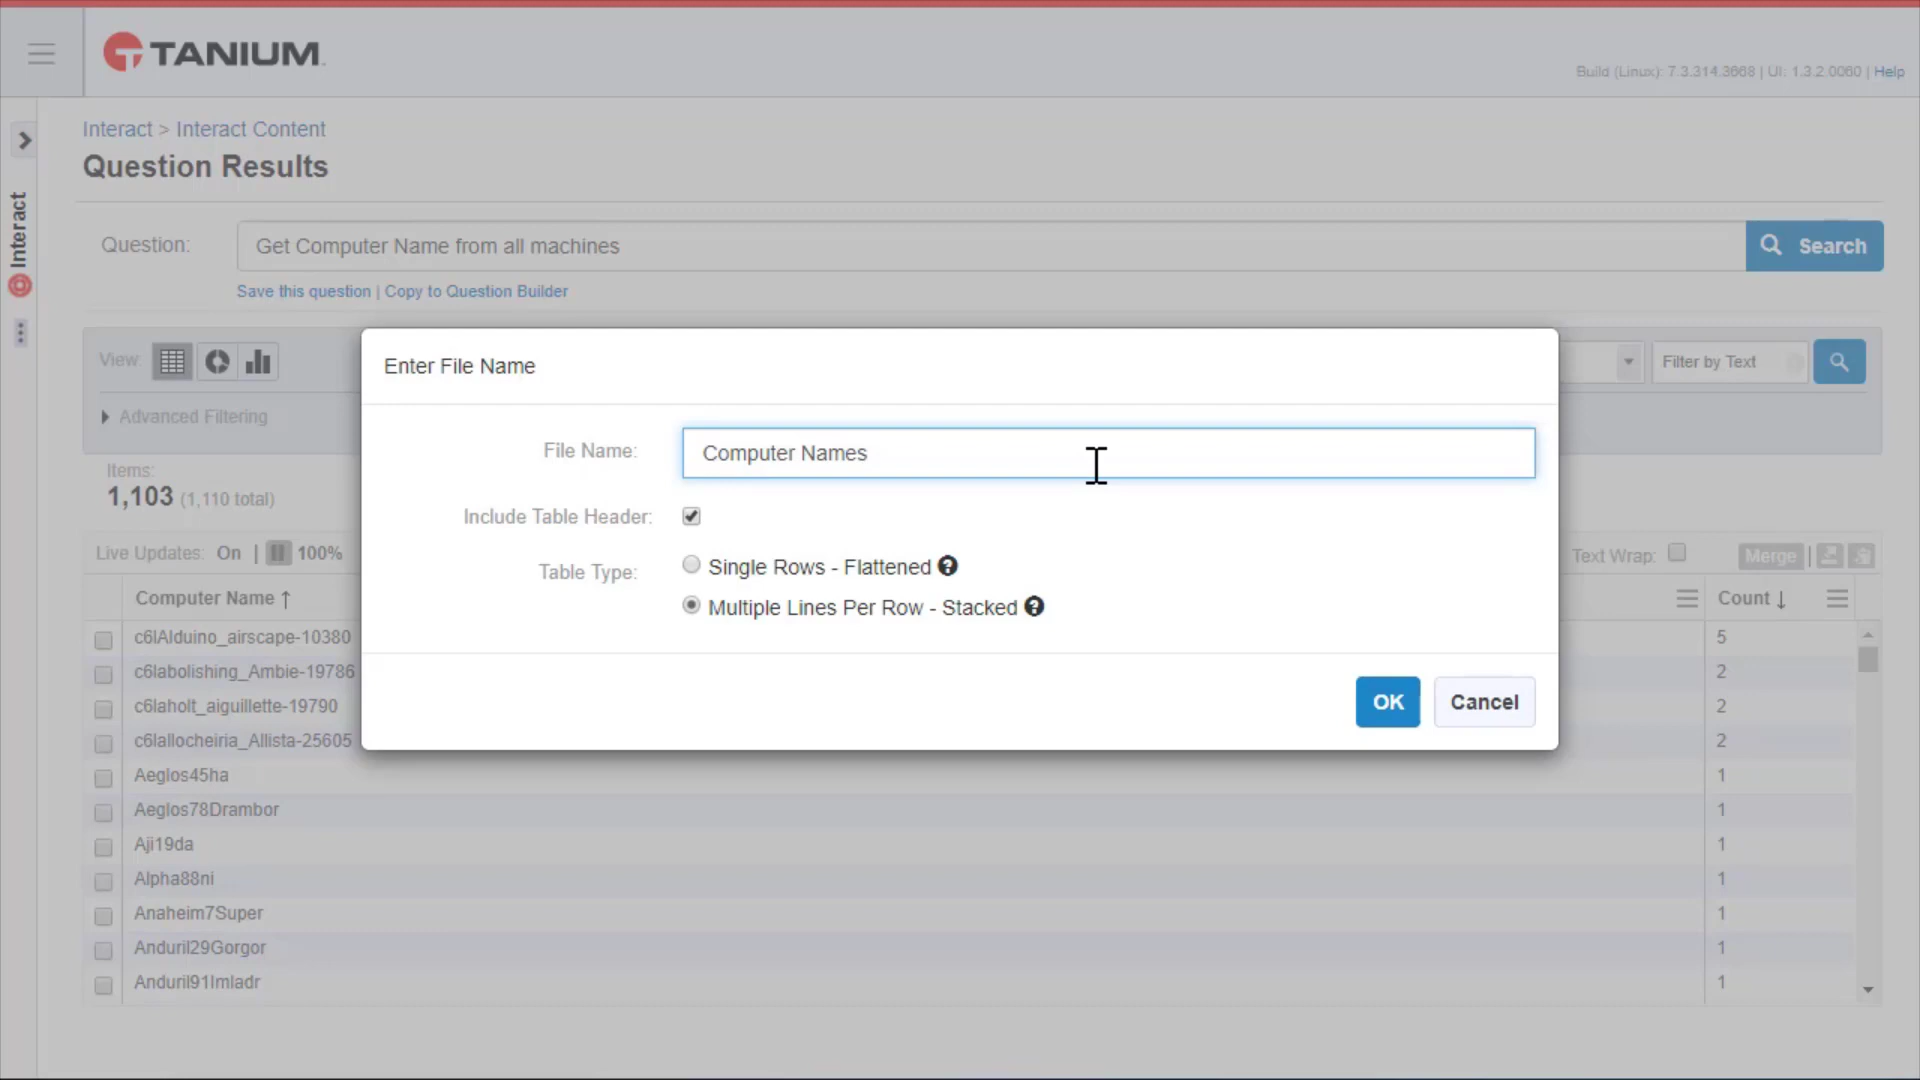 TANIUM
Build (Linux): 7.3.314.3668 | UI: 1.3.2.0060 | Help
Interact > Interact Content
Question Results
Interact
Question:
Get Computer Name from all machines
Search
Save this question | Copy to Question Builder
View:
Filter by Text
Advanced Filtering
Enter File Name
File Name:
Computer Names
Include Table Header:
Table Type:
Single Rows - Flattened
Multiple Lines Per Row - Stacked
OK
Cancel
Items:
1,103 (1,110 total)
Live Updates: On | 100%
Text Wrap:
Merge
Computer Name ↑
Count ↓
c6lAlduino_airscape-10380 5
c6labolishing_Ambie-19786 2
c6laholt_aiguillette-19790 2
c6lallocheiria_Allista-25605 2
Aeglos45ha 1
Aeglos78Drambor 1
Aji19da 1
Alpha88ni 1
Anaheim7Super 1
Anduril29Gorgor 1
Anduril91Imladr 1